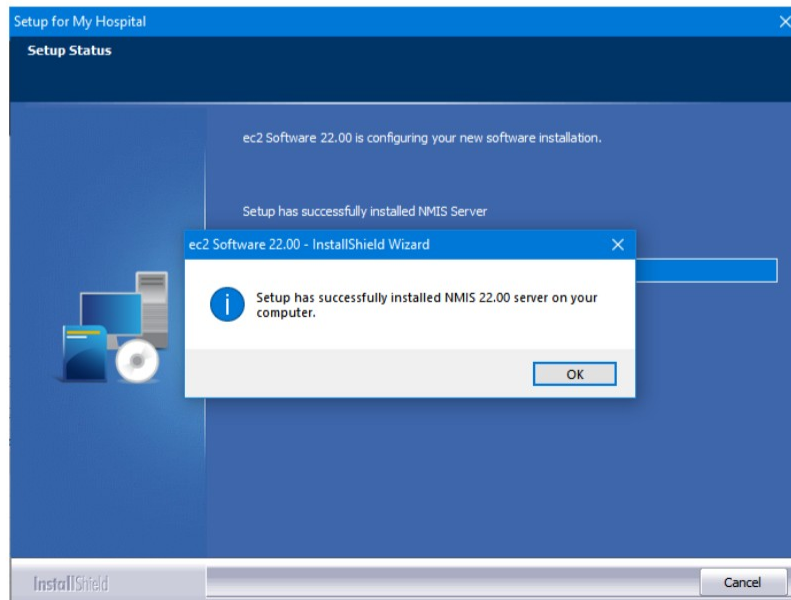 Setup for My Hospital
Setup Status
ec2 Software 22.00 is configuring your new software installation.
Setup has successfully installed NMIS Server
ec2 Software 22.00 - InstallShield Wizard
Setup has successfully installed NMIS 22.00 server on your
computer.
OK
InstallShield
Cancel